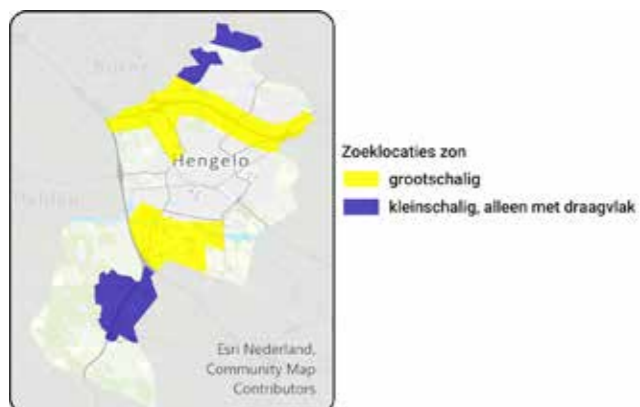 Borne
Hengelo
Delden
Esri Nederland,
Community Map
Contributors
Zoeklocaties zon
grootschalig
kleinschalig, alleen met draagvlak